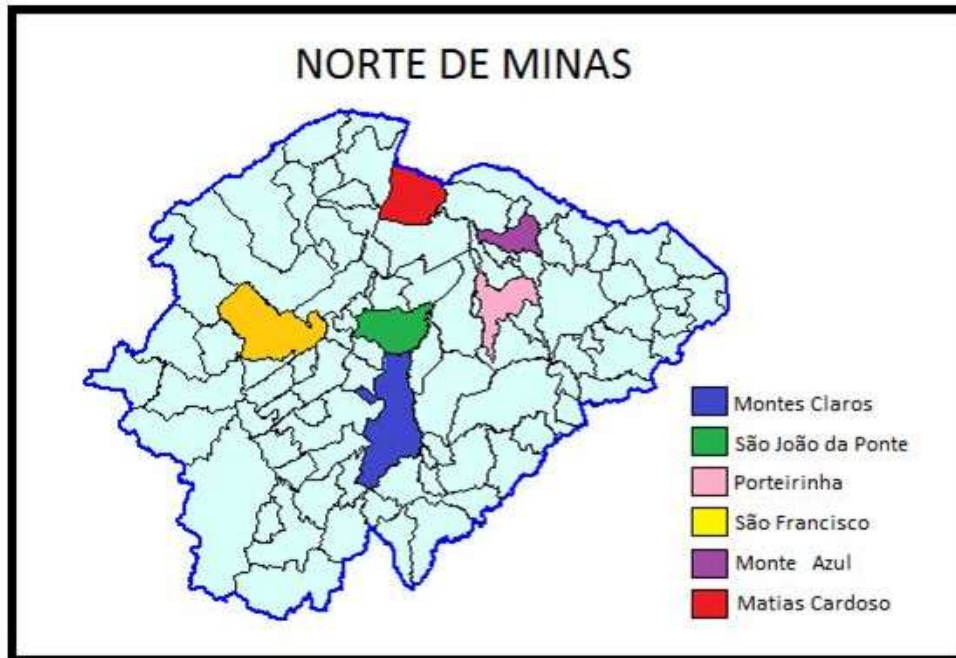 NORTE DE MINAS
Montes Claros
São João da Ponte
Porteirinha
São Francisco
Monte Azul
Matias Cardoso